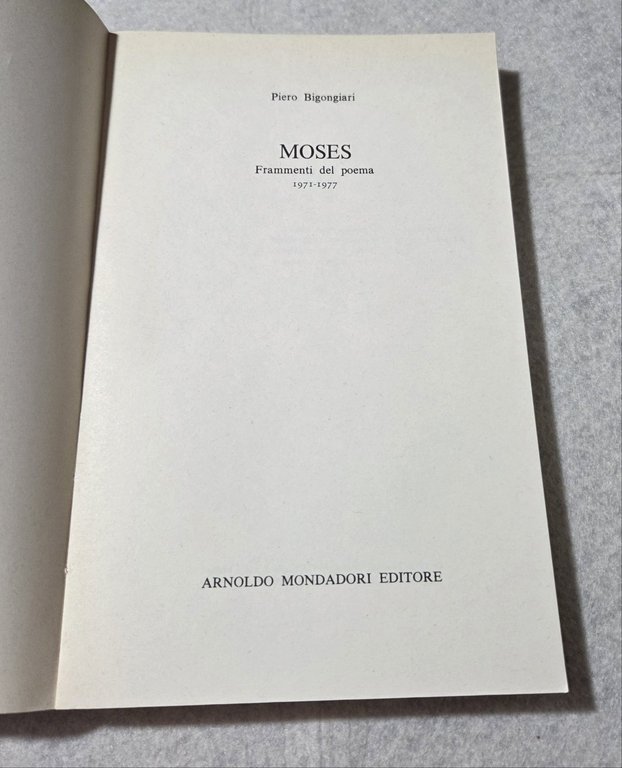 Piero Bigongiari
MOSES
Frammenti del poema
1971-1977
ARNOLDO MONDADORI EDITORE